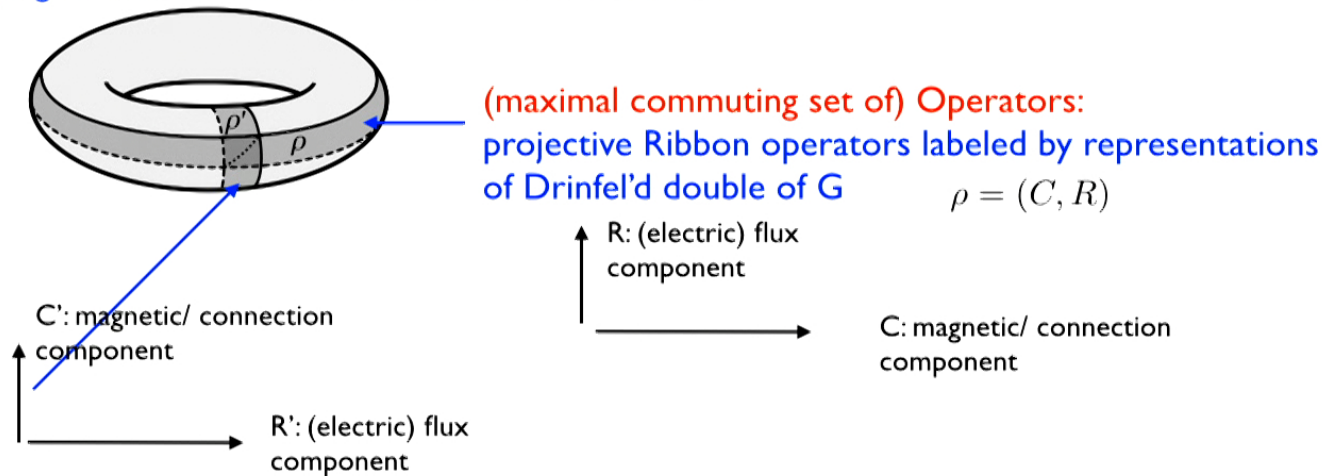 (maximal commuting set of) Operators:
projective Ribbon operators labeled by representations
of Drinfel’d double of G
ρ = (C, R)
ρ'
ρ
R: (electric) flux
component
C: magnetic/ connection
component
C’: magnetic/ connection
component
R’: (electric) flux
component